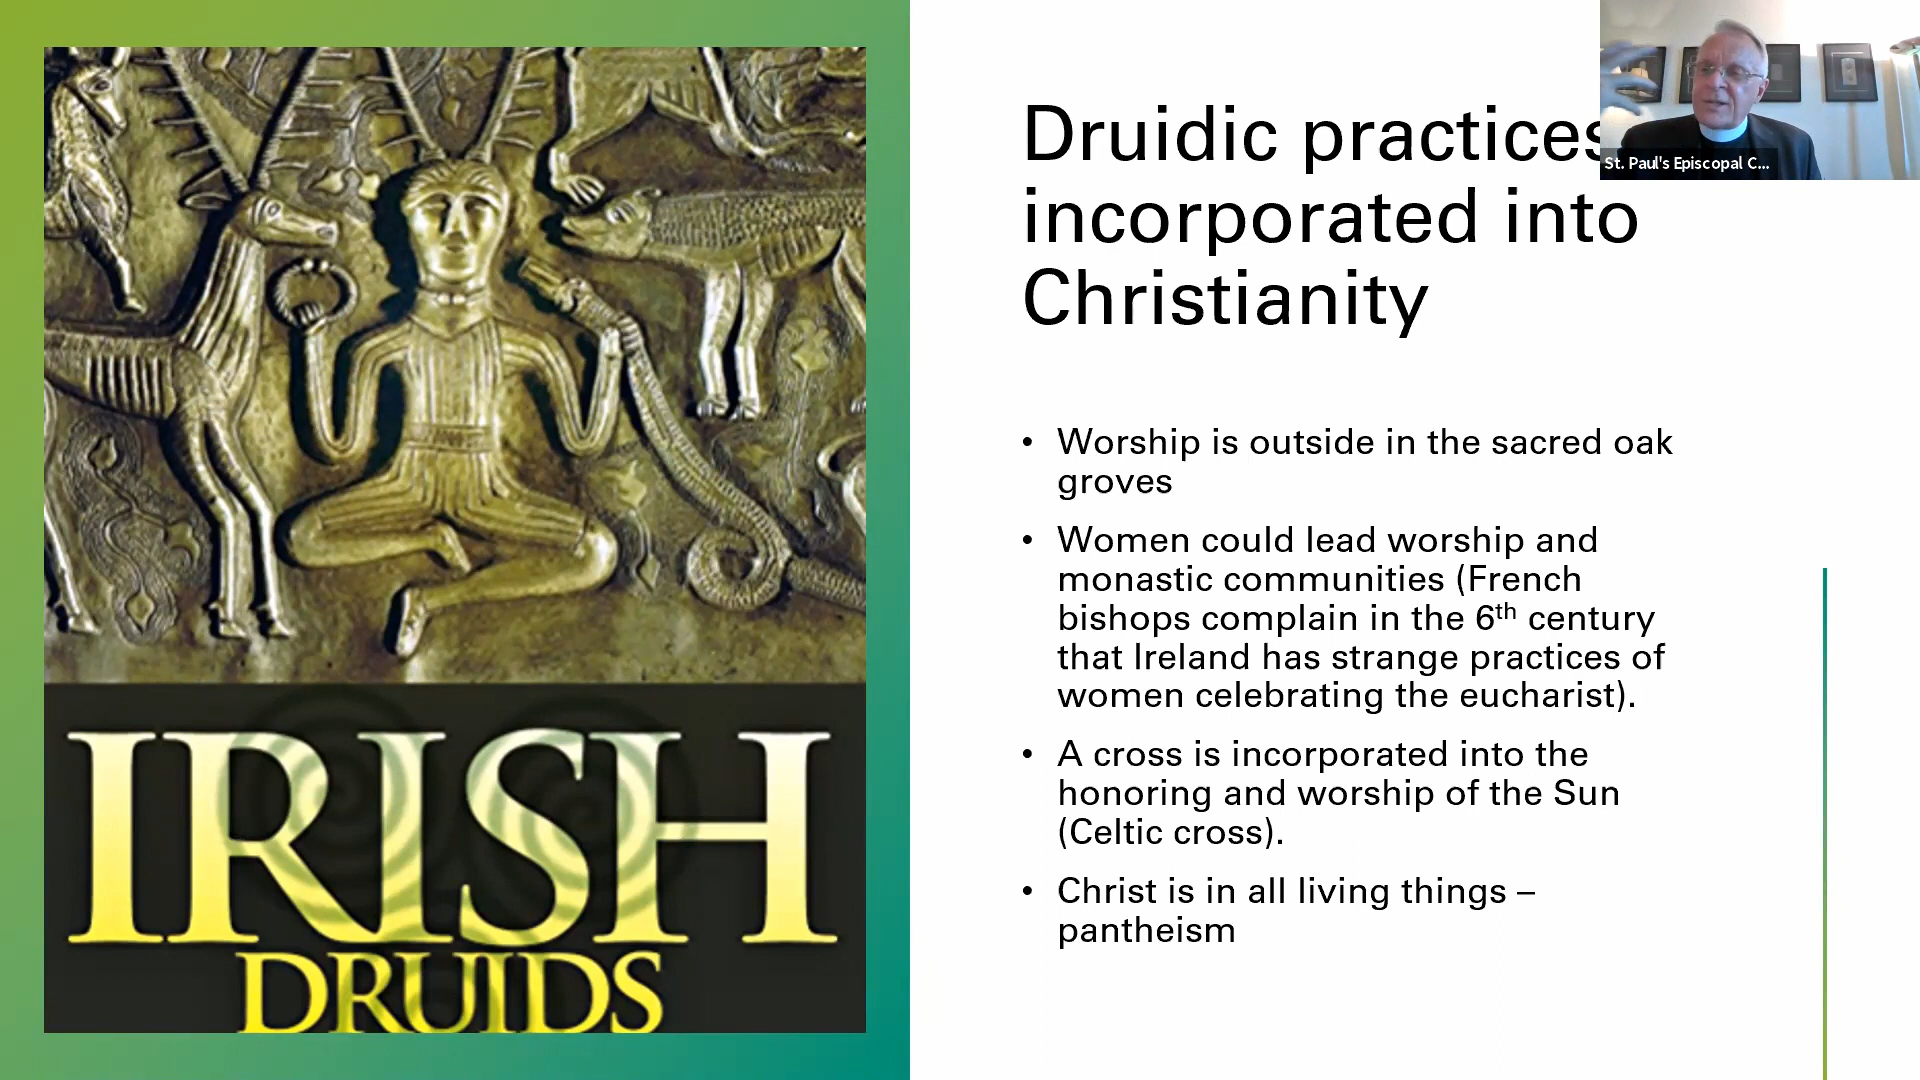 IRISH
DRUIDS
Druidic practices
incorporated into
Christianity
St. Paul's Episcopal C...
• Worship is outside in the sacred oak
groves
• Women could lead worship and
monastic communities (French
bishops complain in the 6th century
that Ireland has strange practices of
women celebrating the eucharist).
• A cross is incorporated into the
honoring and worship of the Sun
(Celtic cross).
• Christ is in all living things –
pantheism